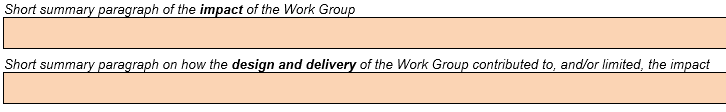 Short summary paragraph of the impact of the Work Group
Short summary paragraph on how the design and delivery of the Work Group contributed to, and/or limited, the impact